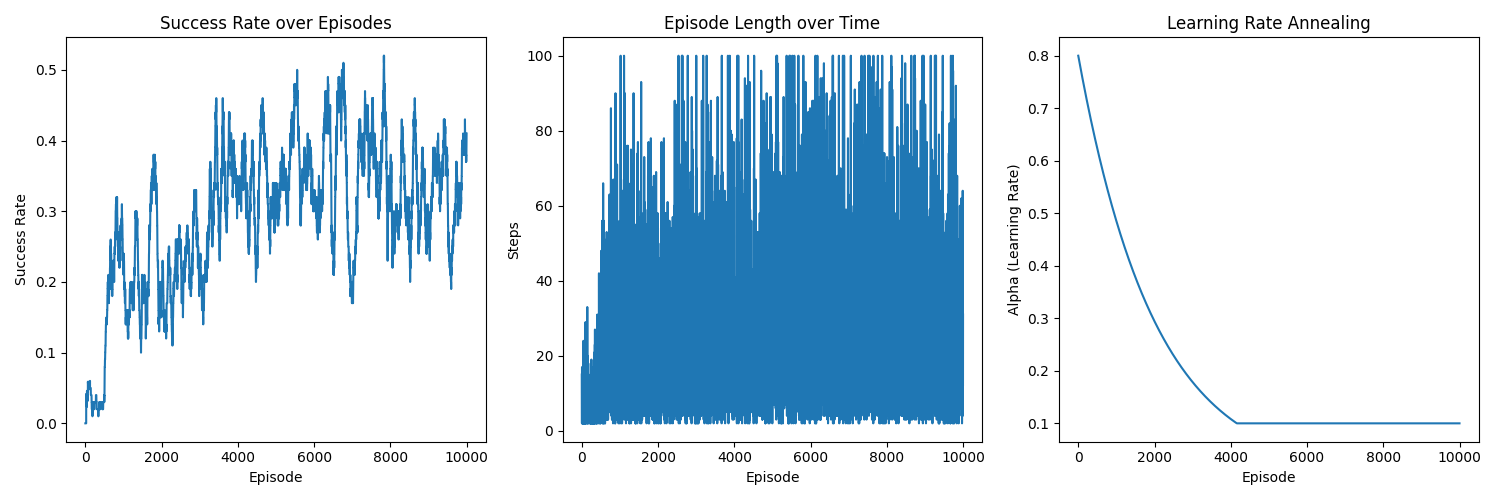 Success Rate over Episodes
Success Rate
0.5
0.4
0.3
0.2
0.1
0.0
0 2000 4000 6000 8000 10000
Episode
Episode Length over Time
Steps
100
80
60
40
20
0
0 2000 4000 6000 8000 10000
Episode
Learning Rate Annealing
Alpha (Learning Rate)
0.8
0.7
0.6
0.5
0.4
0.3
0.2
0.1
0 2000 4000 6000 8000 10000
Episode